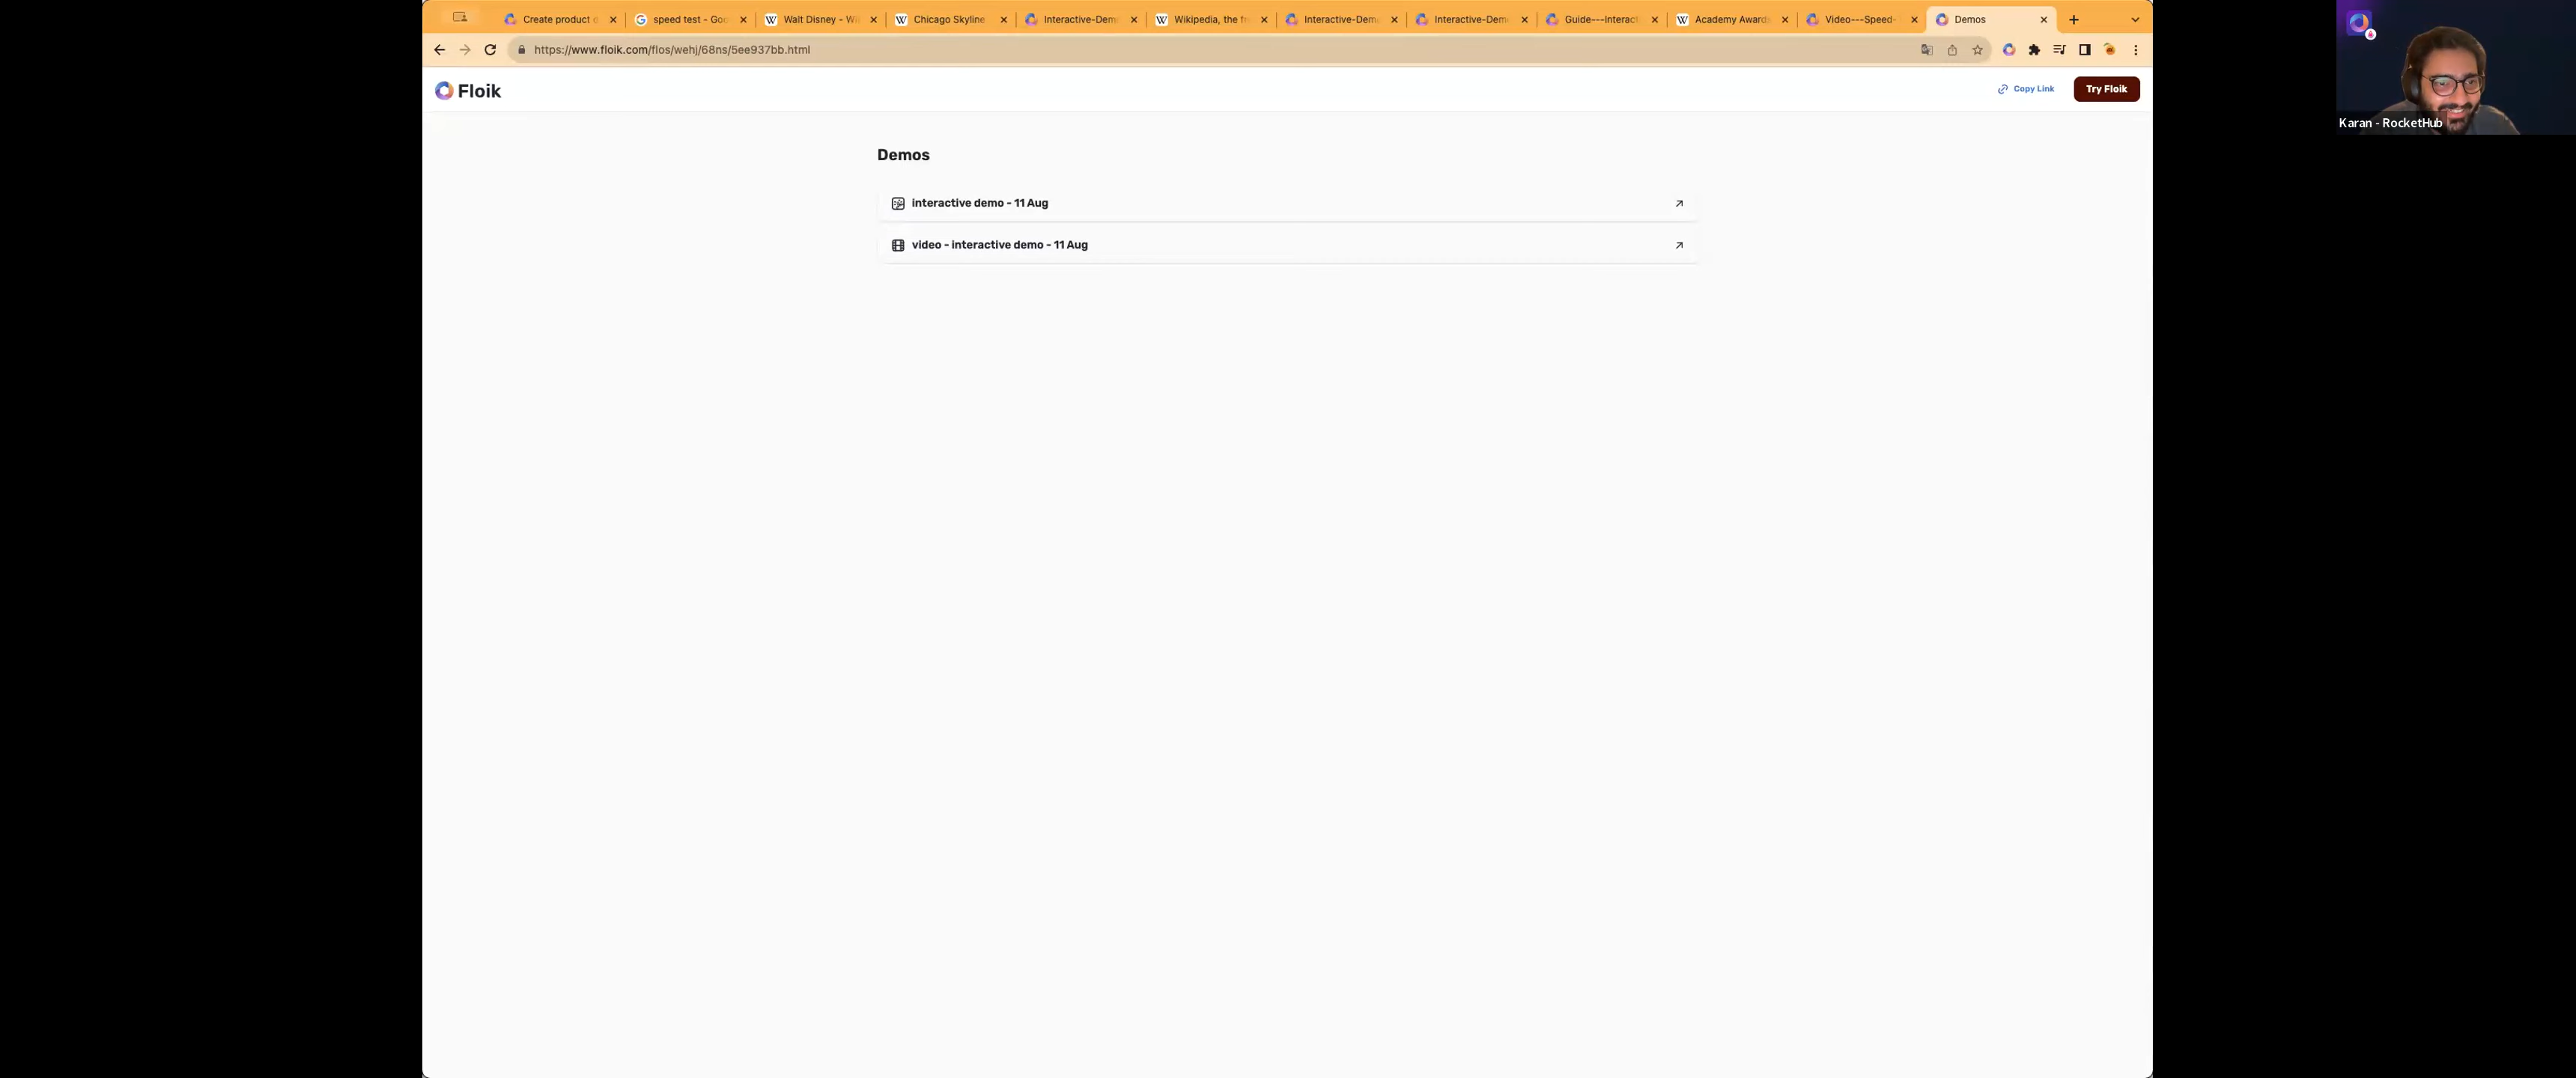 Create product
speed test - Goo
Walt Disney - Wi
Chicago Skyline
Interactive-Dem
Wikipedia, the fr
Interactive-Dem
Interactive-Dem
Guide---Interact
Academy Award
Video---Speed-
Demos
https://www.floik.com/flos/wehj/68ns/5ee937bb.html
Floik
Copy Link
Try Floik
Karan - RocketHub
Demos
interactive demo - 11 Aug
video - interactive demo - 11 Aug